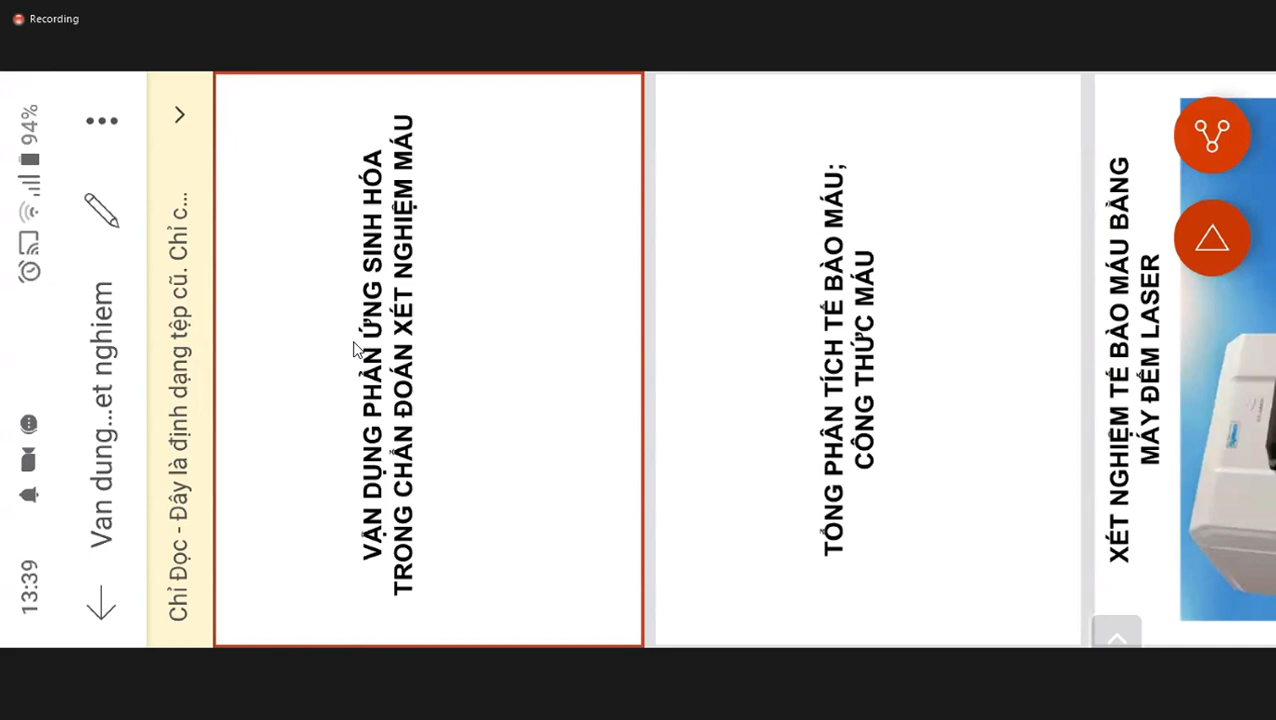 Recording
13:39
94%
Van dung...et nghiem
Chỉ Đọc - Đây là định dạng tệp cũ. Chỉ c...
VẬN DỤNG PHẢN ỨNG SINH HÓA
TRONG CHẨN ĐOÁN XÉT NGHIỆM MÁU
TỔNG PHÂN TÍCH TẾ BÀO MÁU;
CÔNG THỨC MÁU
XÉT NGHIỆM TẾ BÀO MÁU BẰNG
MÁY ĐẾM LASER